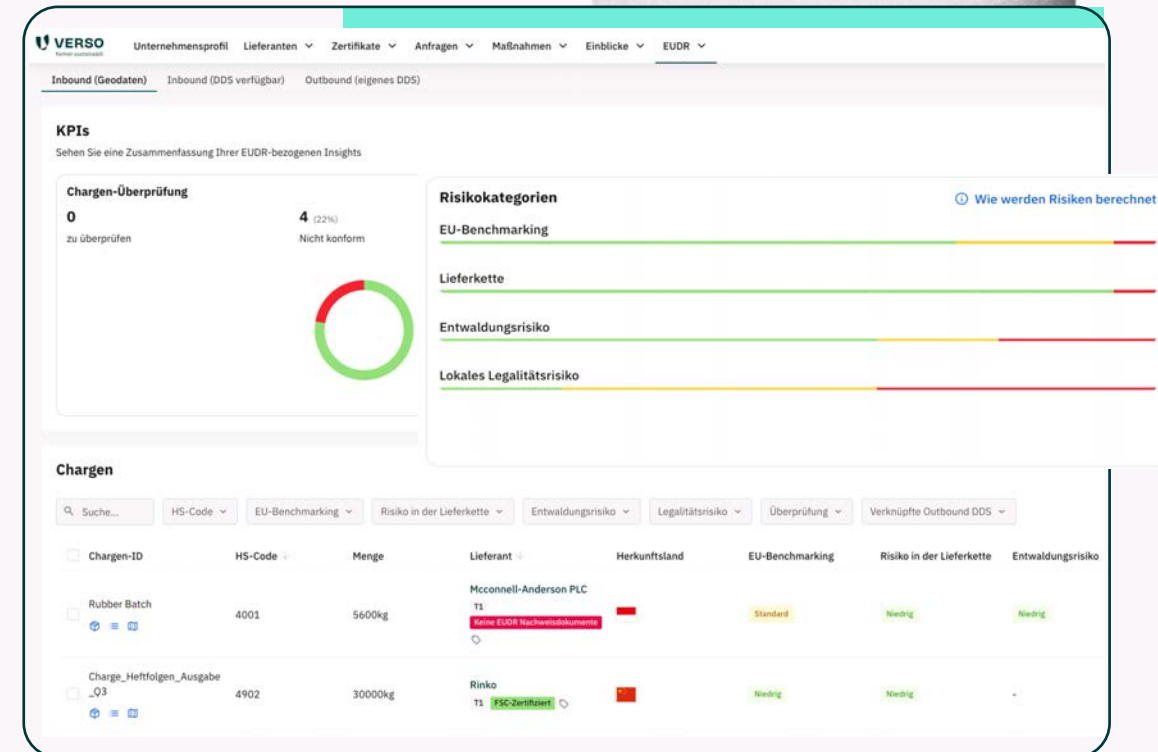 VERSO
Unternehmensprofil Lieferanten Zertifikate Anfragen Maßnahmen Einblicke EUDR
Inbound (Geodaten) Inbound (DDS verfügbar) Outbound (eigenes DDS)
KPIs
Sehen Sie eine Zusammenfassung Ihrer EUDR-bezogenen Insights
Chargen-Überprüfung
0 4 (22%)
zu überprüfen Nicht konform
Risikokategorien Wie werden Risiken berechnet
EU-Benchmarking
Lieferkette
Entwaldungsrisiko
Lokales Legalitätsrisiko
Chargen
Suche... HS-Code EU-Benchmarking Risiko in der Lieferkette Entwaldungsrisiko Legalitätsrisiko Überprüfung Verknüpfte Outbound DDS
Chargen-ID HS-Code Menge Lieferant Herkunftsland EU-Benchmarking Risiko in der Lieferkette Entwaldungsrisiko
Rubber Batch 4001 5600kg Mcconnell-Anderson PLC Standard Niedrig Niedrig
T1
Keine EUDR Nachweisdokumente
Charge_Heftfolgen_Ausgabe
_Q3 4902 30000kg Rinko Niedrig Niedrig -
T1 FSC-Zertifiziert